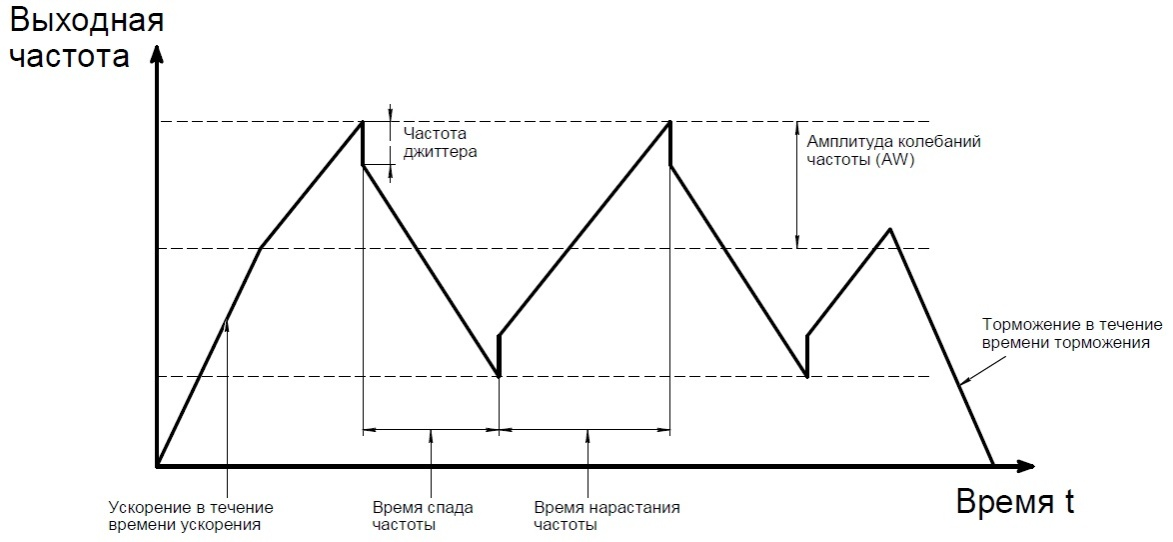 Выходная
частота
Частота
джиттера
Амплитуда колебаний
частоты (AW)
Торможение в течение
времени торможения
Ускорение в течение
времени ускорения
Время спада
частоты
Время нарастания
частоты
Время t